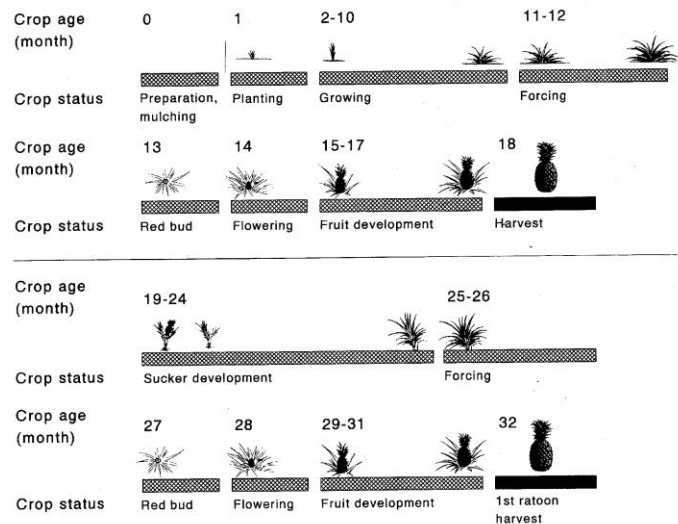 Crop age (month) 0 1 2-10 11-12
Crop status Preparation, mulching Planting Growing Forcing
Crop age (month) 13 14 15-17 18
Crop status Red bud Flowering Fruit development Harvest
Crop age (month) 19-24 25-26
Crop status Sucker development Forcing
Crop age (month) 27 28 29-31 32
Crop status Red bud Flowering Fruit development 1st ratoon harvest